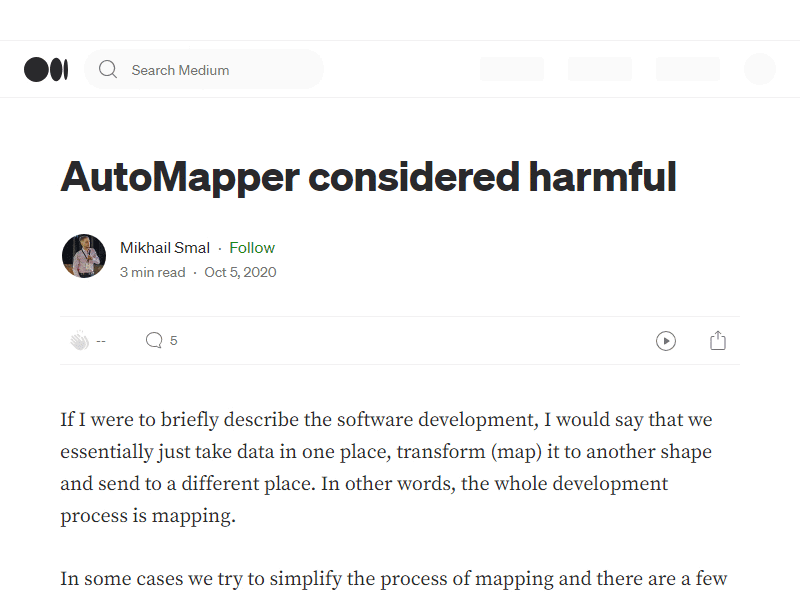 Search Medium
AutoMapper considered harmful
Mikhail Smal · Follow
3 min read · Oct 5, 2020
-- 5
If I were to briefly describe the software development, I would say that we
essentially just take data in one place, transform (map) it to another shape
and send to a different place. In other words, the whole development
process is mapping.
In some cases we try to simplify the process of mapping and there are a few